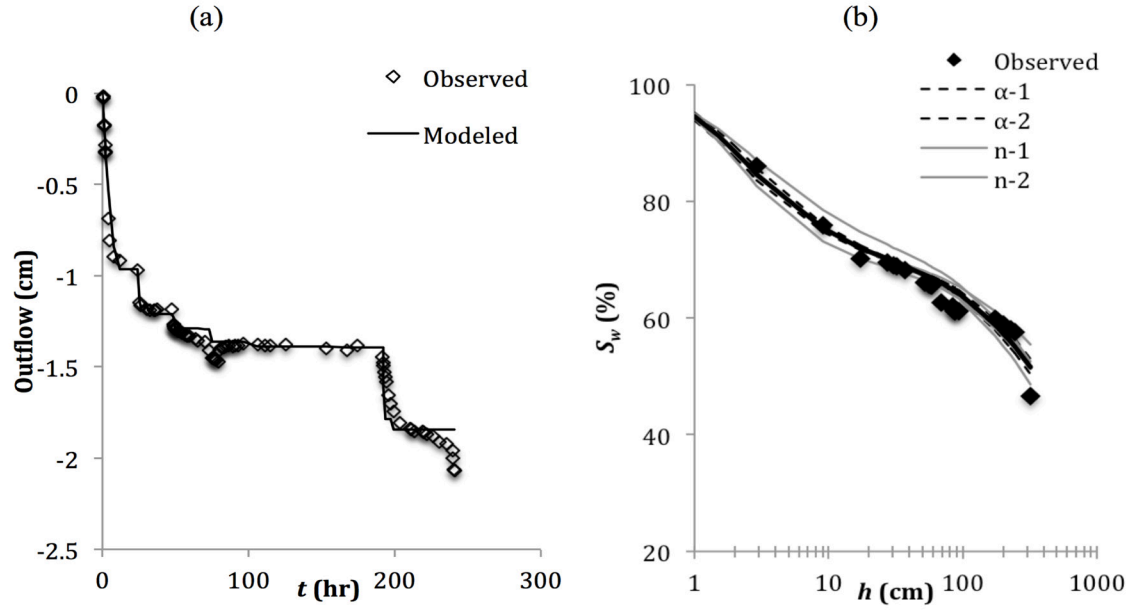 (a)
Observed
Modeled
0
-0.5
-1
-1.5
-2
-2.5
Outflow (cm)
0
100
200
300
t (hr)
(b)
Observed
α-1
α-2
n-1
n-2
100
80
60
40
20
Sw (%)
1
10
100
1000
h (cm)